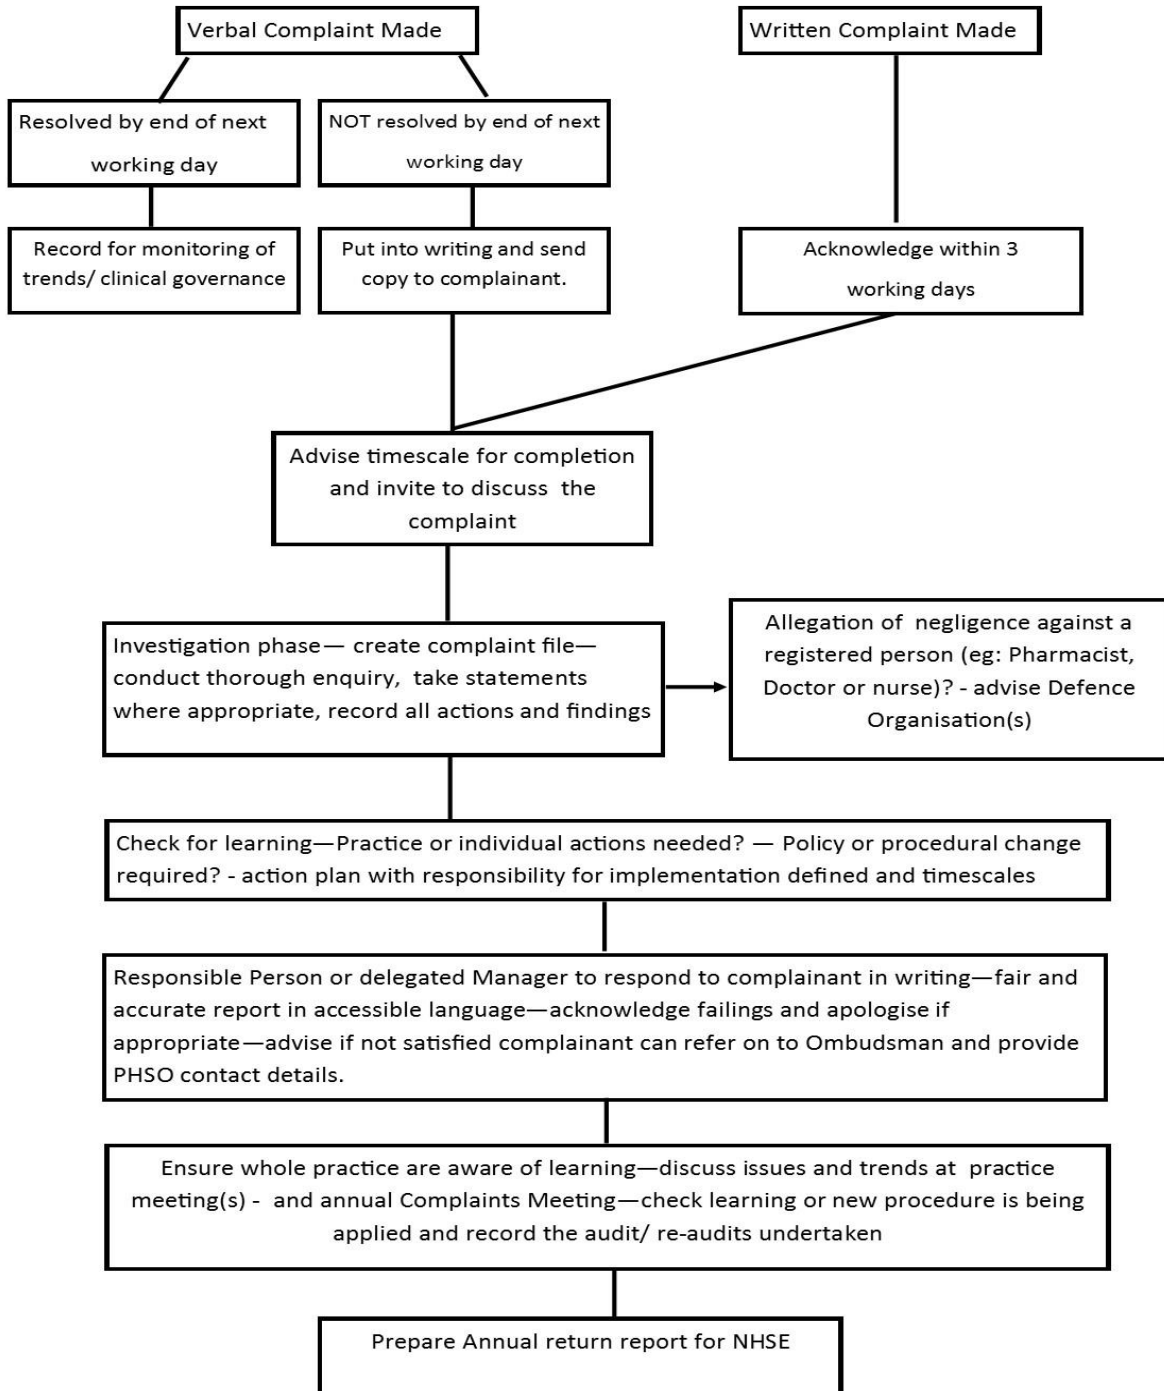 Verbal Complaint Made
Written Complaint Made
Resolved by end of next
working day
NOT resolved by end of next
working day
Record for monitoring of
trends/ clinical governance
Put into writing and send
copy to complainant.
Acknowledge within 3
working days
Advise timescale for completion
and invite to discuss the
complaint
Investigation phase— create complaint file—
conduct thorough enquiry, take statements
where appropriate, record all actions and findings
Allegation of negligence against a
registered person (eg: Pharmacist,
Doctor or nurse)? - advise Defence
Organisation(s)
Check for learning—Practice or individual actions needed? — Policy or procedural change
required? - action plan with responsibility for implementation defined and timescales
Responsible Person or delegated Manager to respond to complainant in writing—fair and
accurate report in accessible language—acknowledge failings and apologise if
appropriate—advise if not satisfied complainant can refer on to Ombudsman and provide
PHSO contact details.
Ensure whole practice are aware of learning—discuss issues and trends at practice
meeting(s) - and annual Complaints Meeting—check learning or new procedure is being
applied and record the audit/ re-audits undertaken
Prepare Annual return report for NHSE